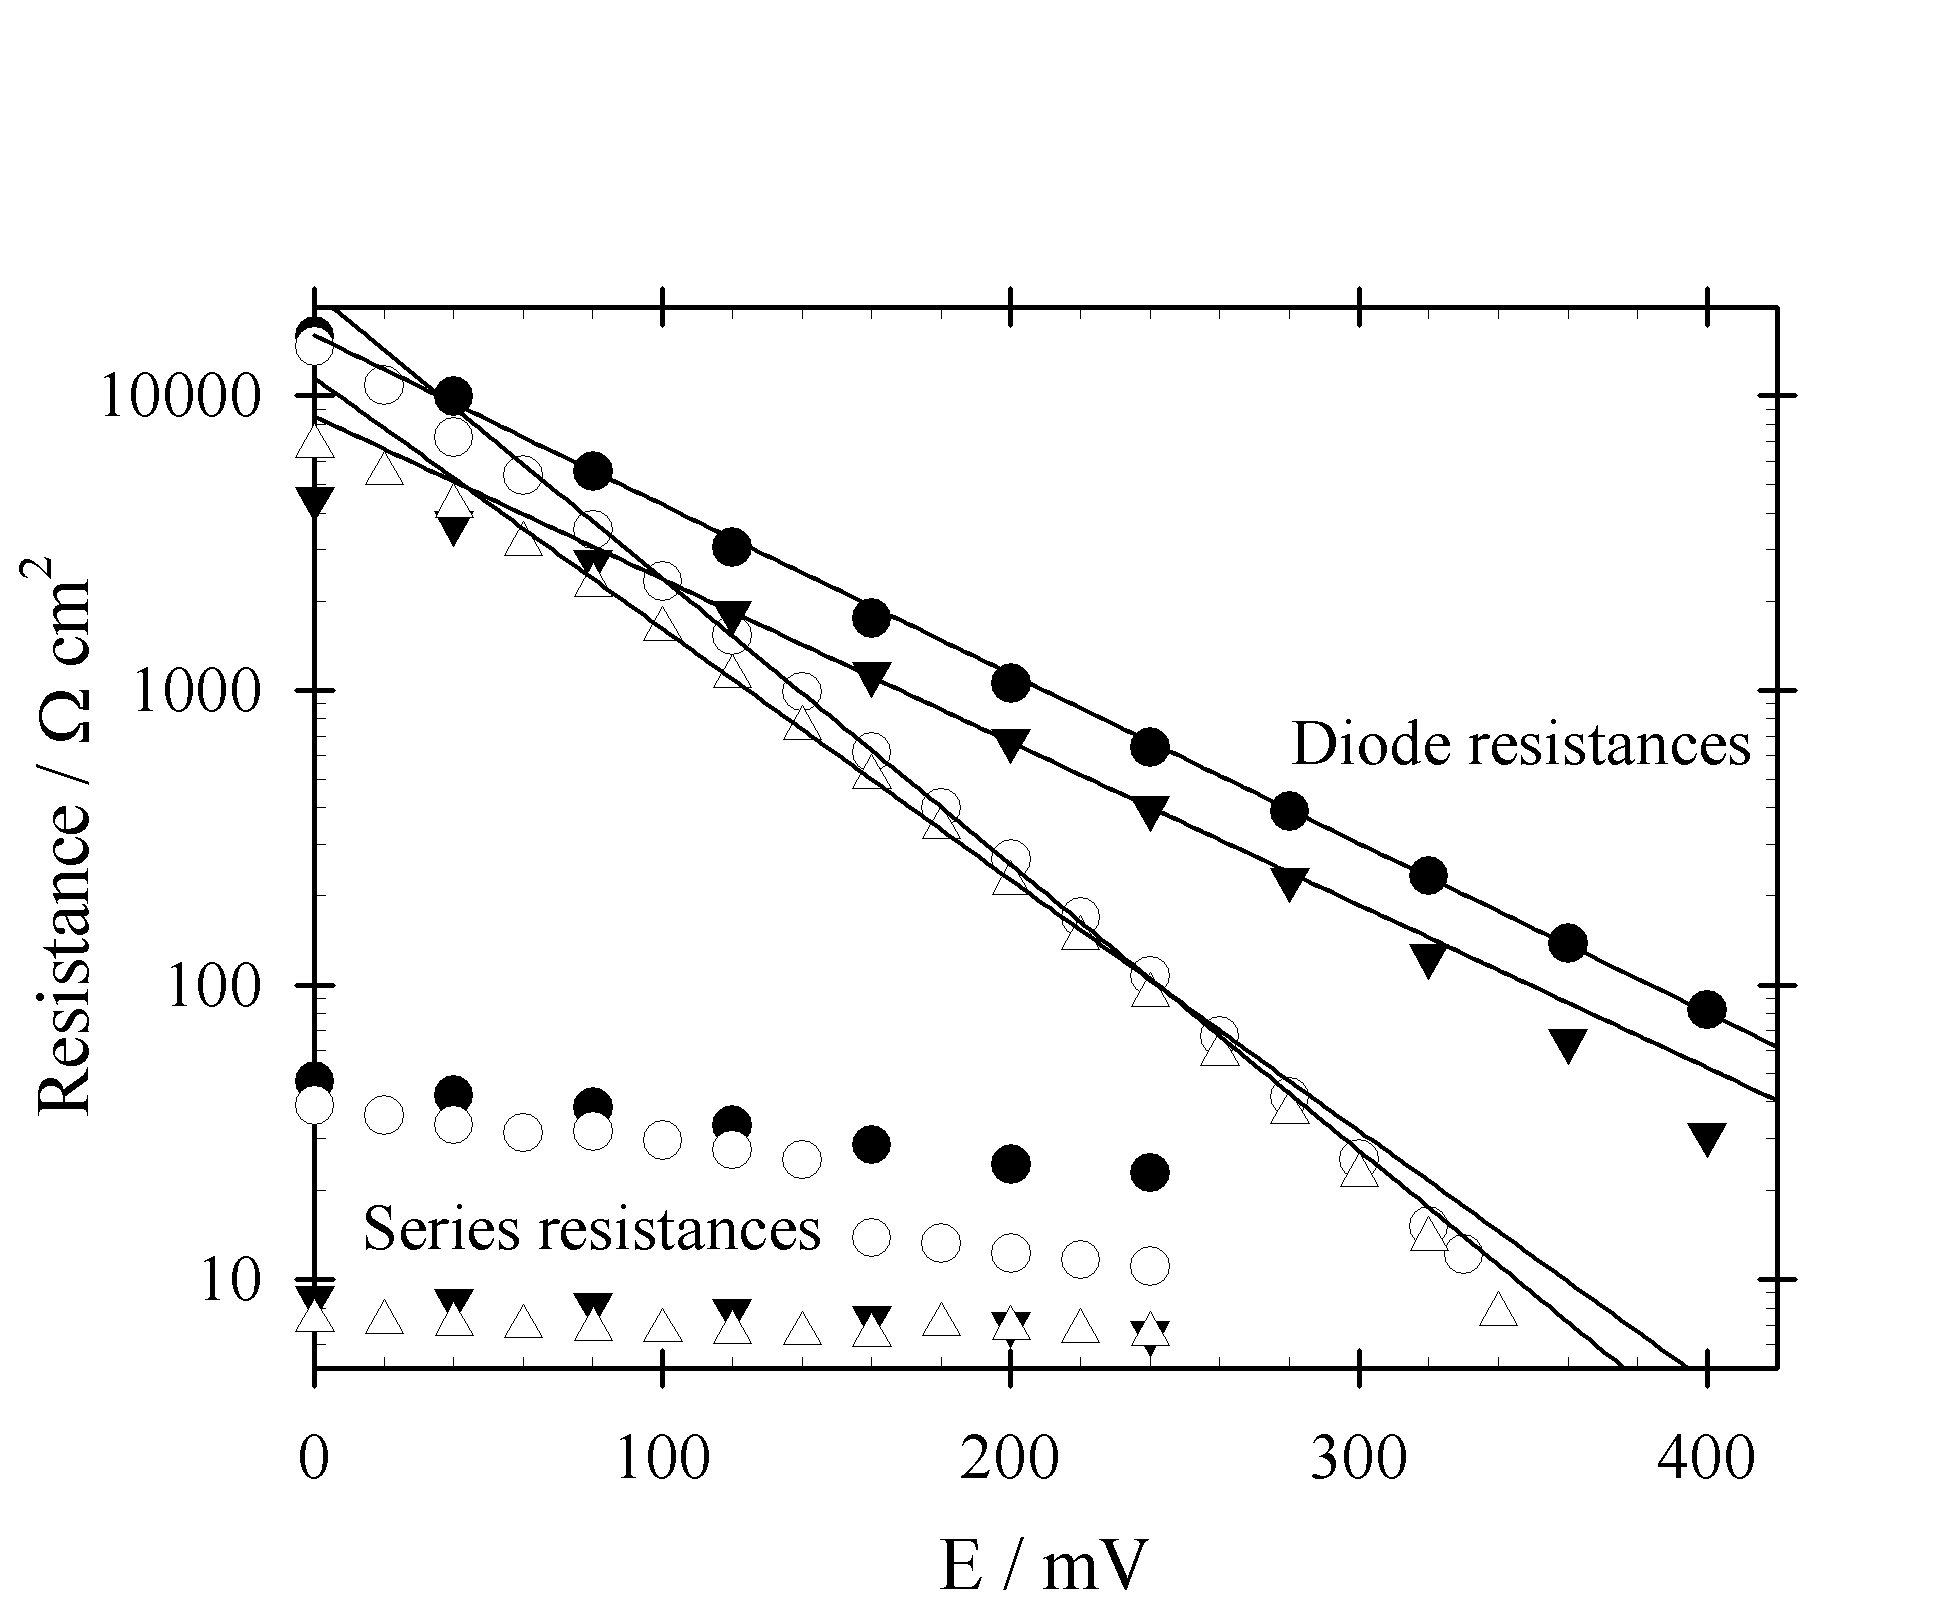 10000
1000
100
10
Resistance / Ω cm²
Diode resistances
Series resistances
0 100 200 300 400
E / mV